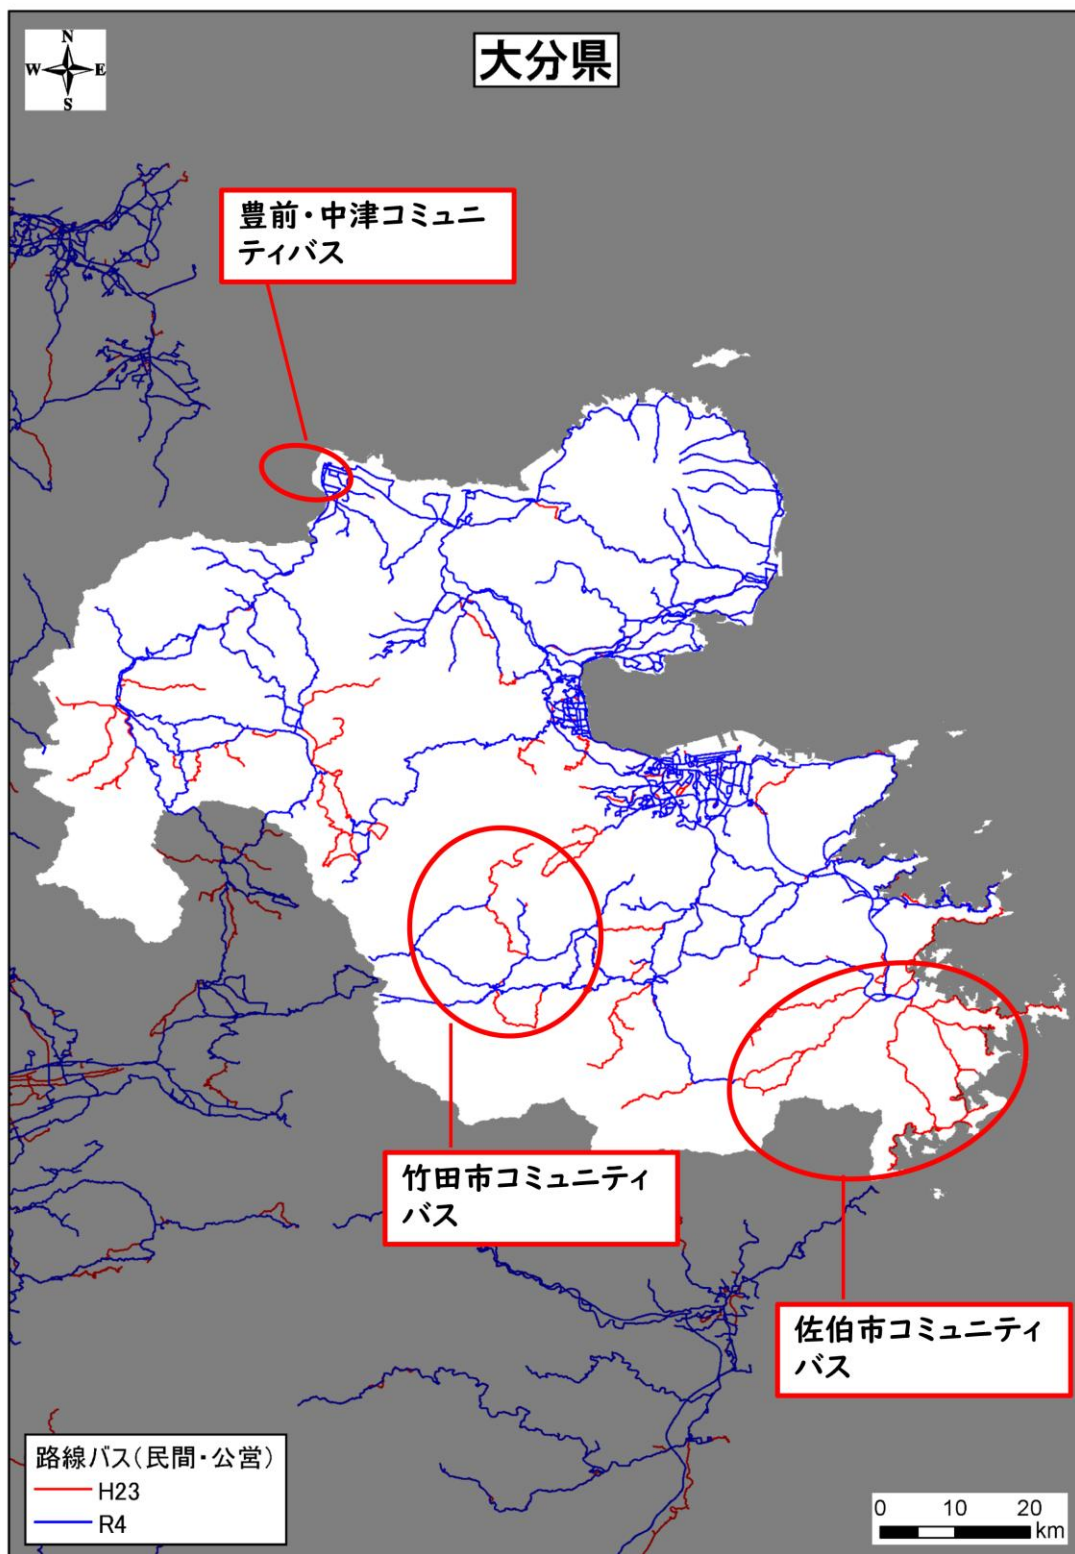 N
W E
S
大分県
豊前・中津コミュニ
ティバス
竹田市コミュニティ
バス
佐伯市コミュニティ
バス
路線バス(民間・公営)
H23
R4
0 10 20
km